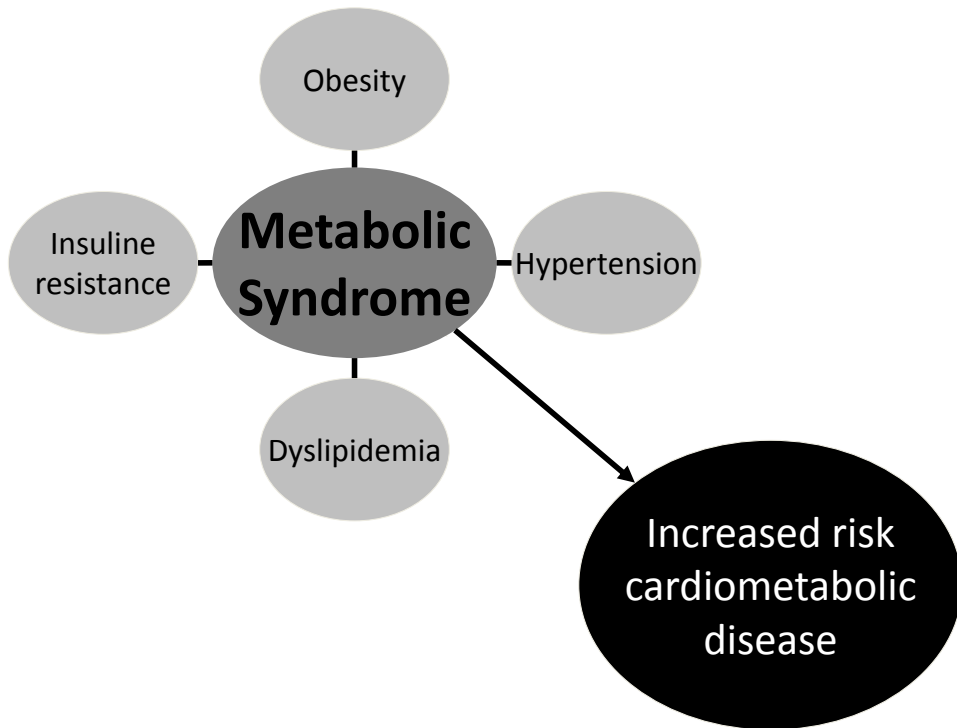 Obesity
Insuline
resistance
Metabolic
Syndrome
Hypertension
Dyslipidemia
Increased risk
cardiometabolic
disease